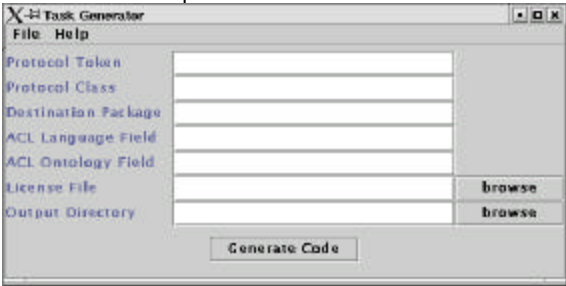 Task Generator
File Help
Protocol Token
Protocol Class
Destination Package
ACL Language Field
ACL Ontology Field
License File browse
Output Directory browse
Generate Code